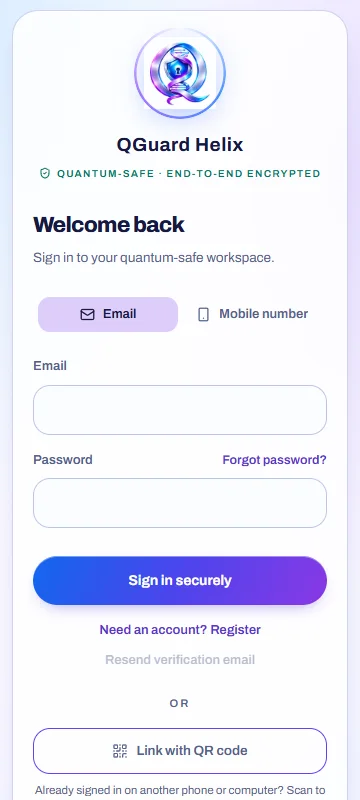 QGuard Helix
QUANTUM-SAFE · END-TO-END ENCRYPTED
Welcome back
Sign in to your quantum-safe workspace.
Email
Mobile number
Email
Password
Forgot password?
Sign in securely
Need an account? Register
Resend verification email
OR
Link with QR code
Already signed in on another phone or computer? Scan to